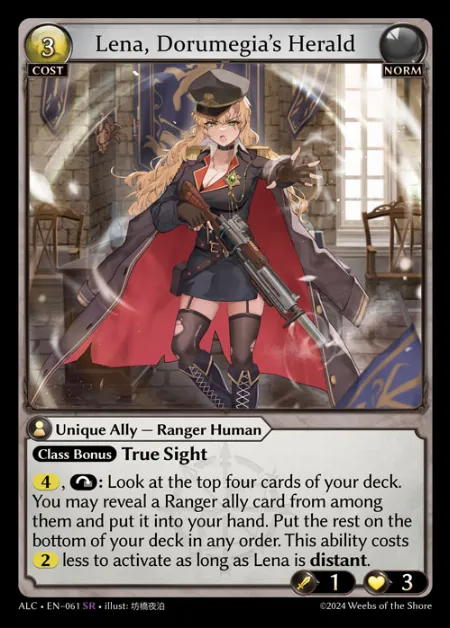 3 Lena, Dorumegia's Herald
COST NORM
Unique Ally — Ranger Human
Class Bonus True Sight
4 , : Look at the top four cards of your deck.
You may reveal a Ranger ally card from among
them and put it into your hand. Put the rest on the
bottom of your deck in any order. This ability costs
2 less to activate as long as Lena is distant.
1 3
ALC • EN-061 SR • illust: 坊橋夜泊 ©2024 Weebs of the Shore